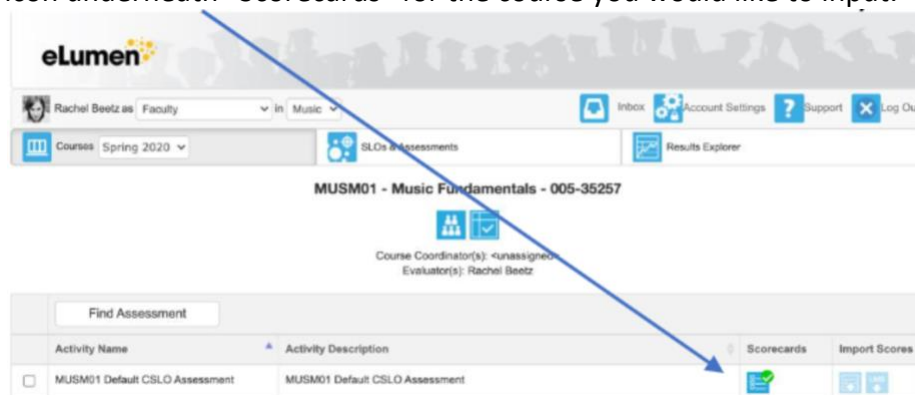 icon underneath "Scorecards" for the course you would like to input.
eLumen
Rachel Beetz as Faculty in Music Inbox Account Settings ? Support X Log Ou
Courses Spring 2020 SLOs & Assessments Results Explorer
MUSM01 - Music Fundamentals - 005-35257
Course Coordinator(s): <unassigned>
Evaluator(s): Rachel Beetz
Find Assessment
Activity Name Activity Description Scorecards Import Scores
MUSM01 Default CSLO Assessment MUSM01 Default CSLO Assessment